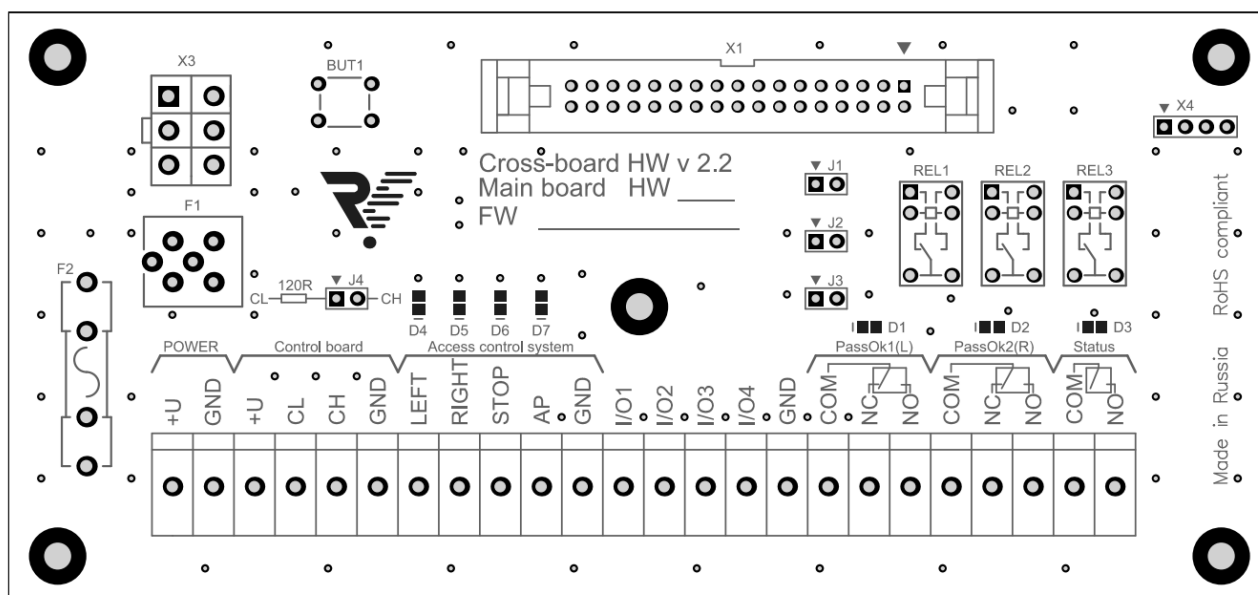 X1
X3
BUT1
X4
Cross-board HW v 2.2
Main board HW ____
FW ____________
J1
REL1
REL2
REL3
F1
J2
F2
120R
J4
CL
CH
J3
D4
D5
D6
D7
D1
D2
D3
POWER
Control board
Access control system
PassOk1(L)
PassOk2(R)
Status
+U
GND
+U
CL
CH
GND
LEFT
RIGHT
STOP
AP
GND
I/O1
I/O2
I/O3
I/O4
GND
COM
NC
NO
COM
NC
NO
COM
NO
Made in Russia
RoHS compliant